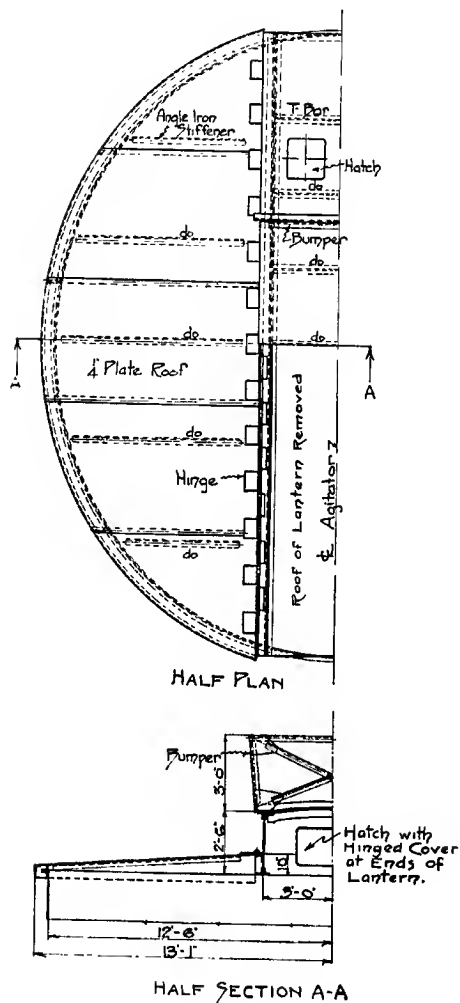 T-Bar
Angle Iron
Stiffener
Hatch
do
Bumper
do
do
do
do
A
¼ Plate Roof
do
Hinge
do
Roof of Lantern Removed
℄ Agitator
HALF PLAN
Bumper
3'-0"
2'-6"
Hatch with
Hinged Cover
at Ends of
Lantern.
3'-0"
12'-6"
13'-1"
HALF SECTION A-A